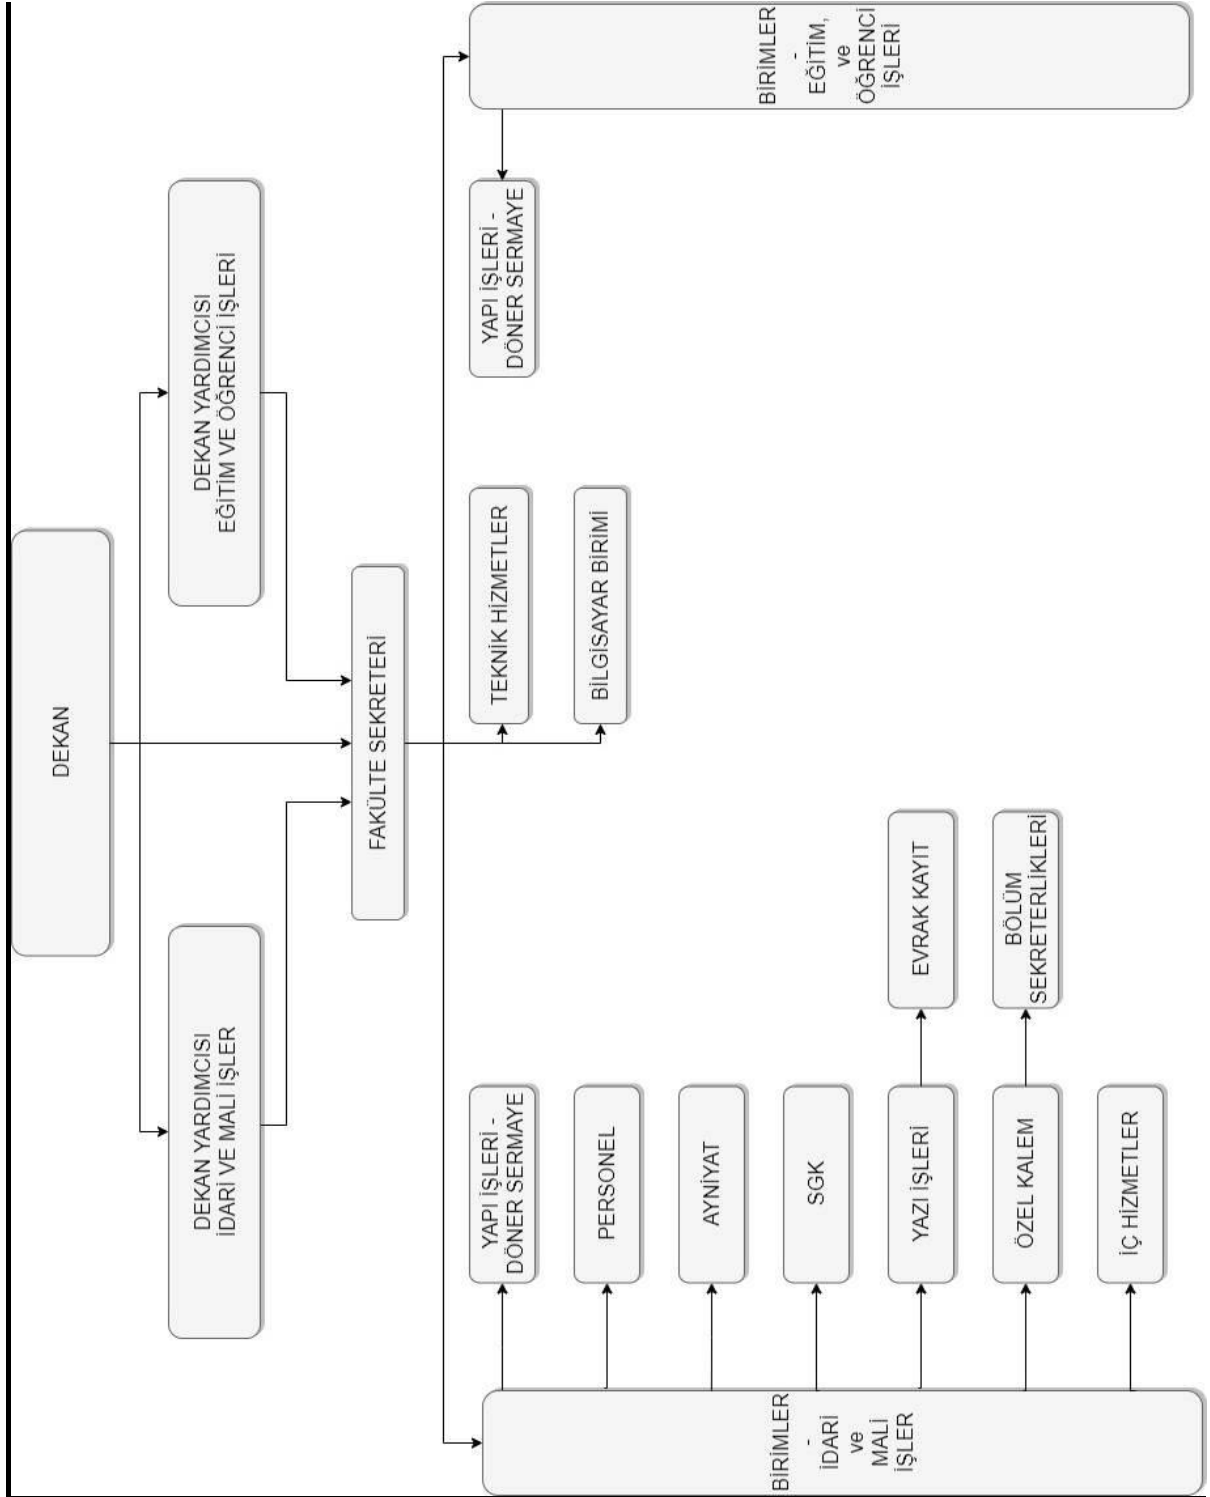 DEKAN
DEKAN YARDIMCISI
İDARİ VE MALİ İŞLER
DEKAN YARDIMCISI
EĞİTİM VE ÖĞRENCİ İŞLERİ
FAKÜLTE SEKRETERİ
BİRİMLER
-
İDARİ
ve
MALİ
İŞLER
YAPI İŞLERİ -
DÖNER SERMAYE
PERSONEL
AYNİYAT
SGK
YAZI İŞLERİ
EVRAK KAYIT
ÖZEL KALEM
BÖLÜM
SEKRETERLİKLERİ
İÇ HİZMETLER
TEKNİK HİZMETLER
BİLGİSAYAR BİRİMİ
YAPI İŞLERİ -
DÖNER SERMAYE
BİRİMLER
-
EĞİTİM,
ve
ÖĞRENCİ
İŞLERİ